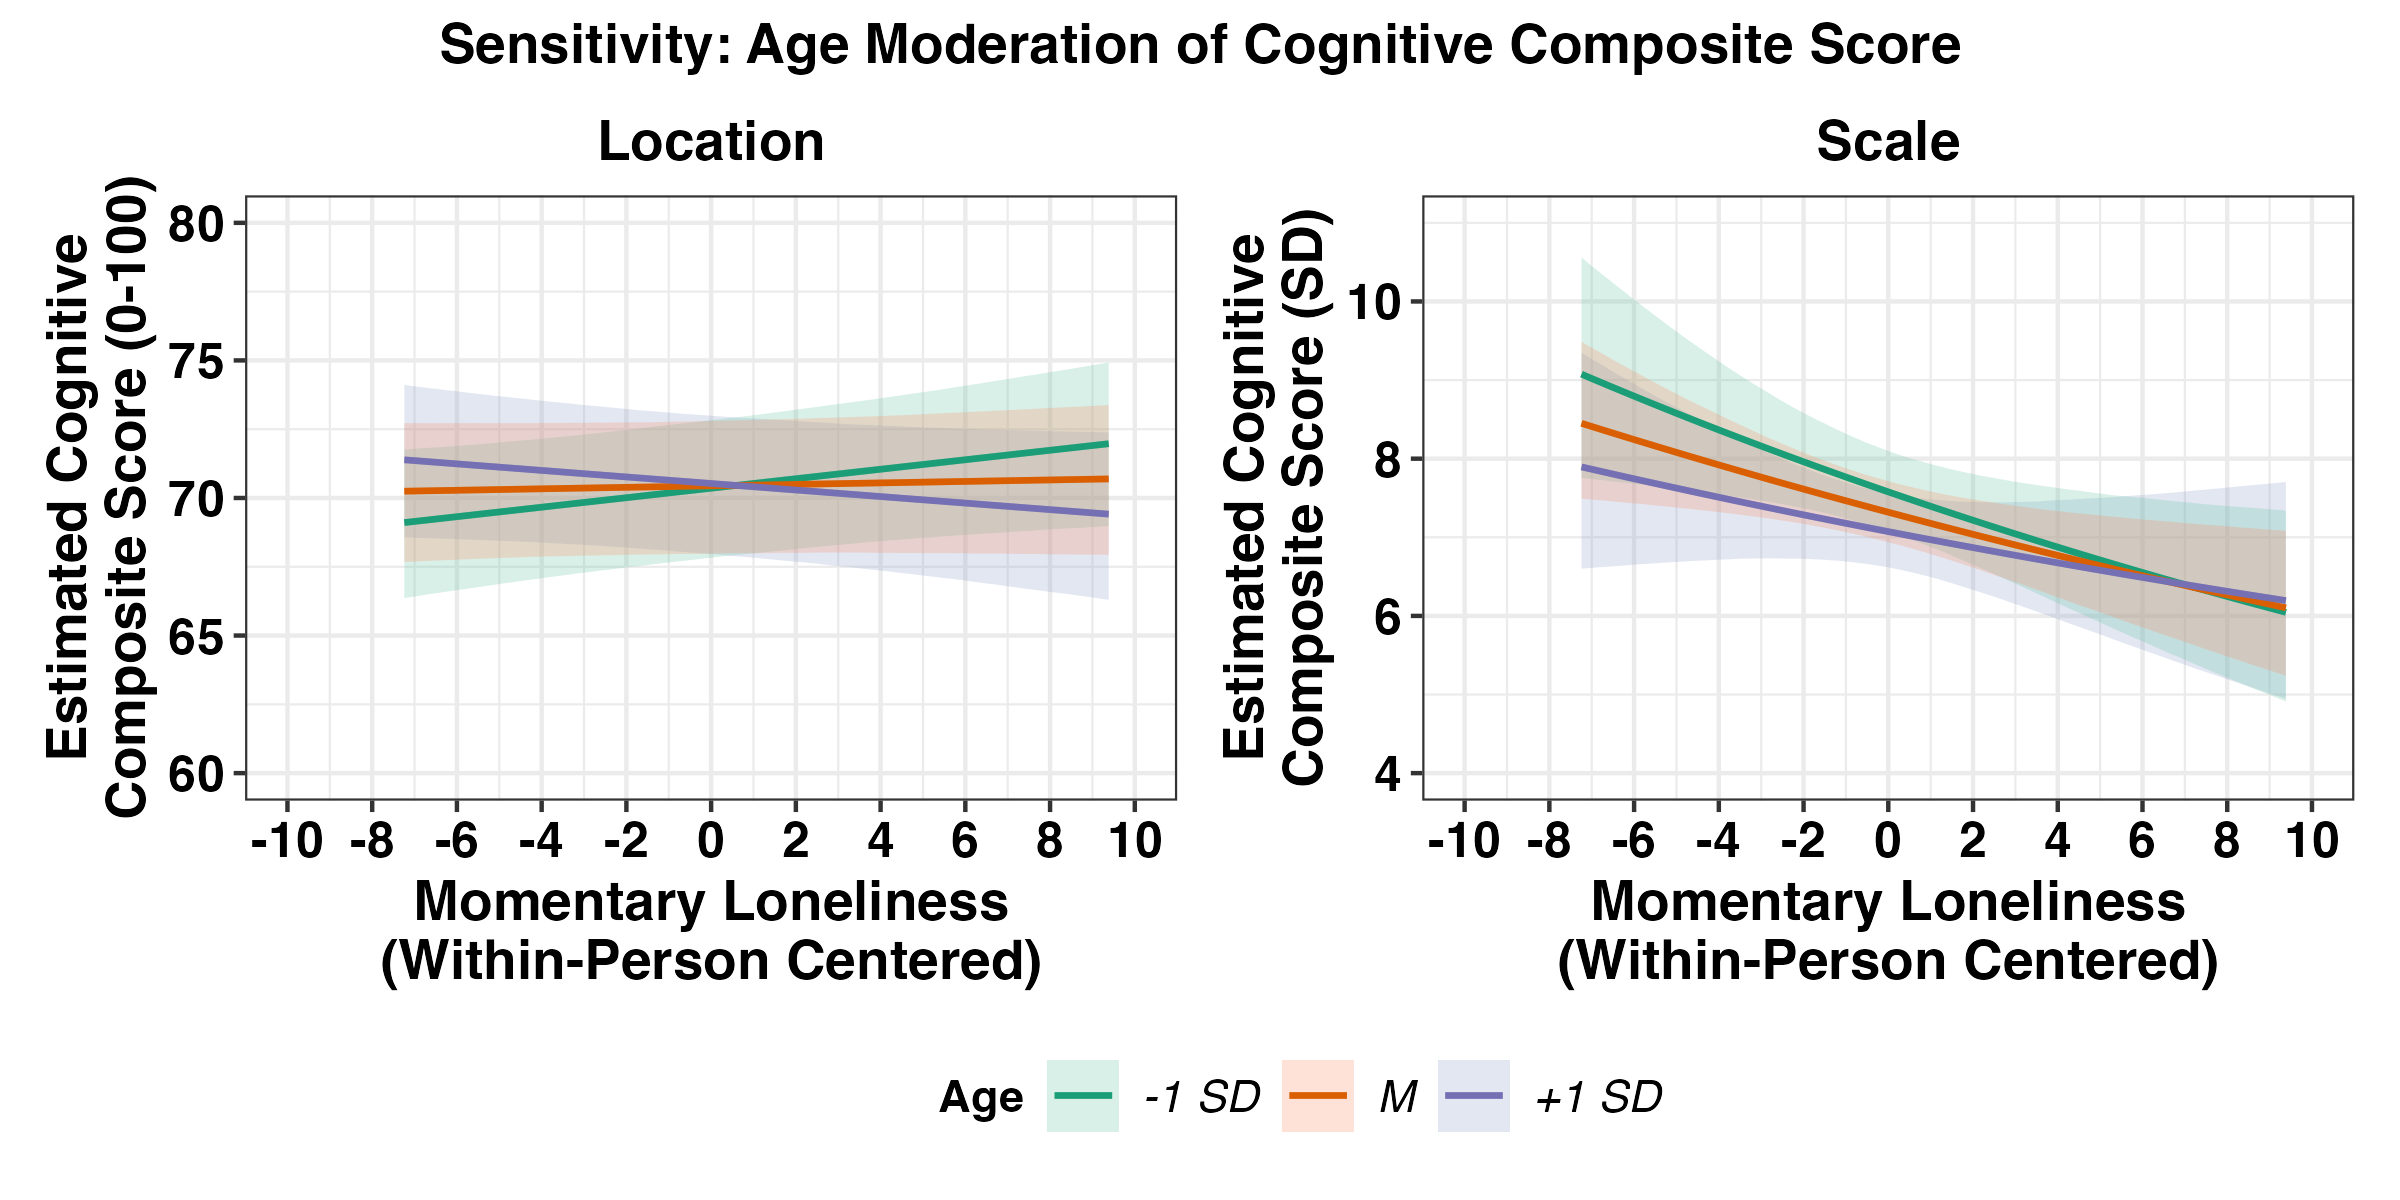 Sensitivity: Age Moderation of Cognitive Composite Score
Location
Estimated Cognitive
Composite Score (0-100)
80
75
70
65
60
-10 -8 -6 -4 -2 0 2 4 6 8 10
Momentary Loneliness
(Within-Person Centered)
Scale
Estimated Cognitive
Composite Score (SD)
10
8
6
4
-10 -8 -6 -4 -2 0 2 4 6 8 10
Momentary Loneliness
(Within-Person Centered)
Age -1 SD M +1 SD